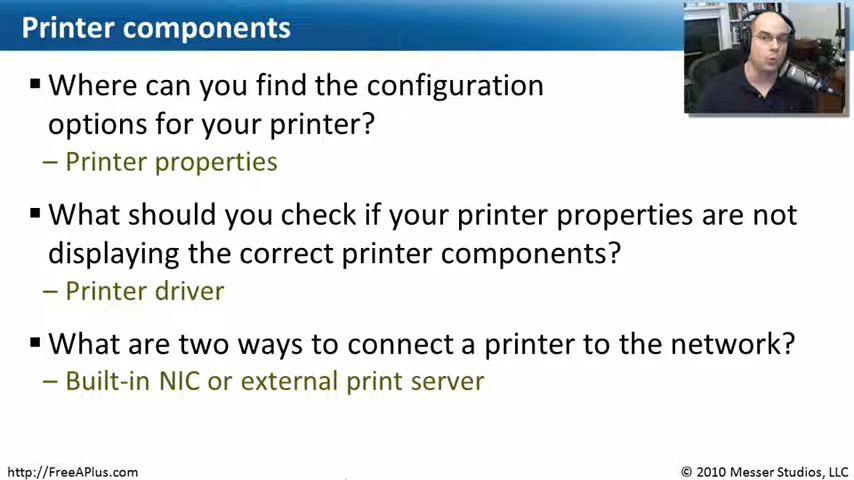 Printer components
▪ Where can you find the configuration
options for your printer?
– Printer properties
▪ What should you check if your printer properties are not
displaying the correct printer components?
– Printer driver
▪ What are two ways to connect a printer to the network?
– Built-in NIC or external print server
http://FreeAPlus.com
© 2010 Messer Studios, LLC